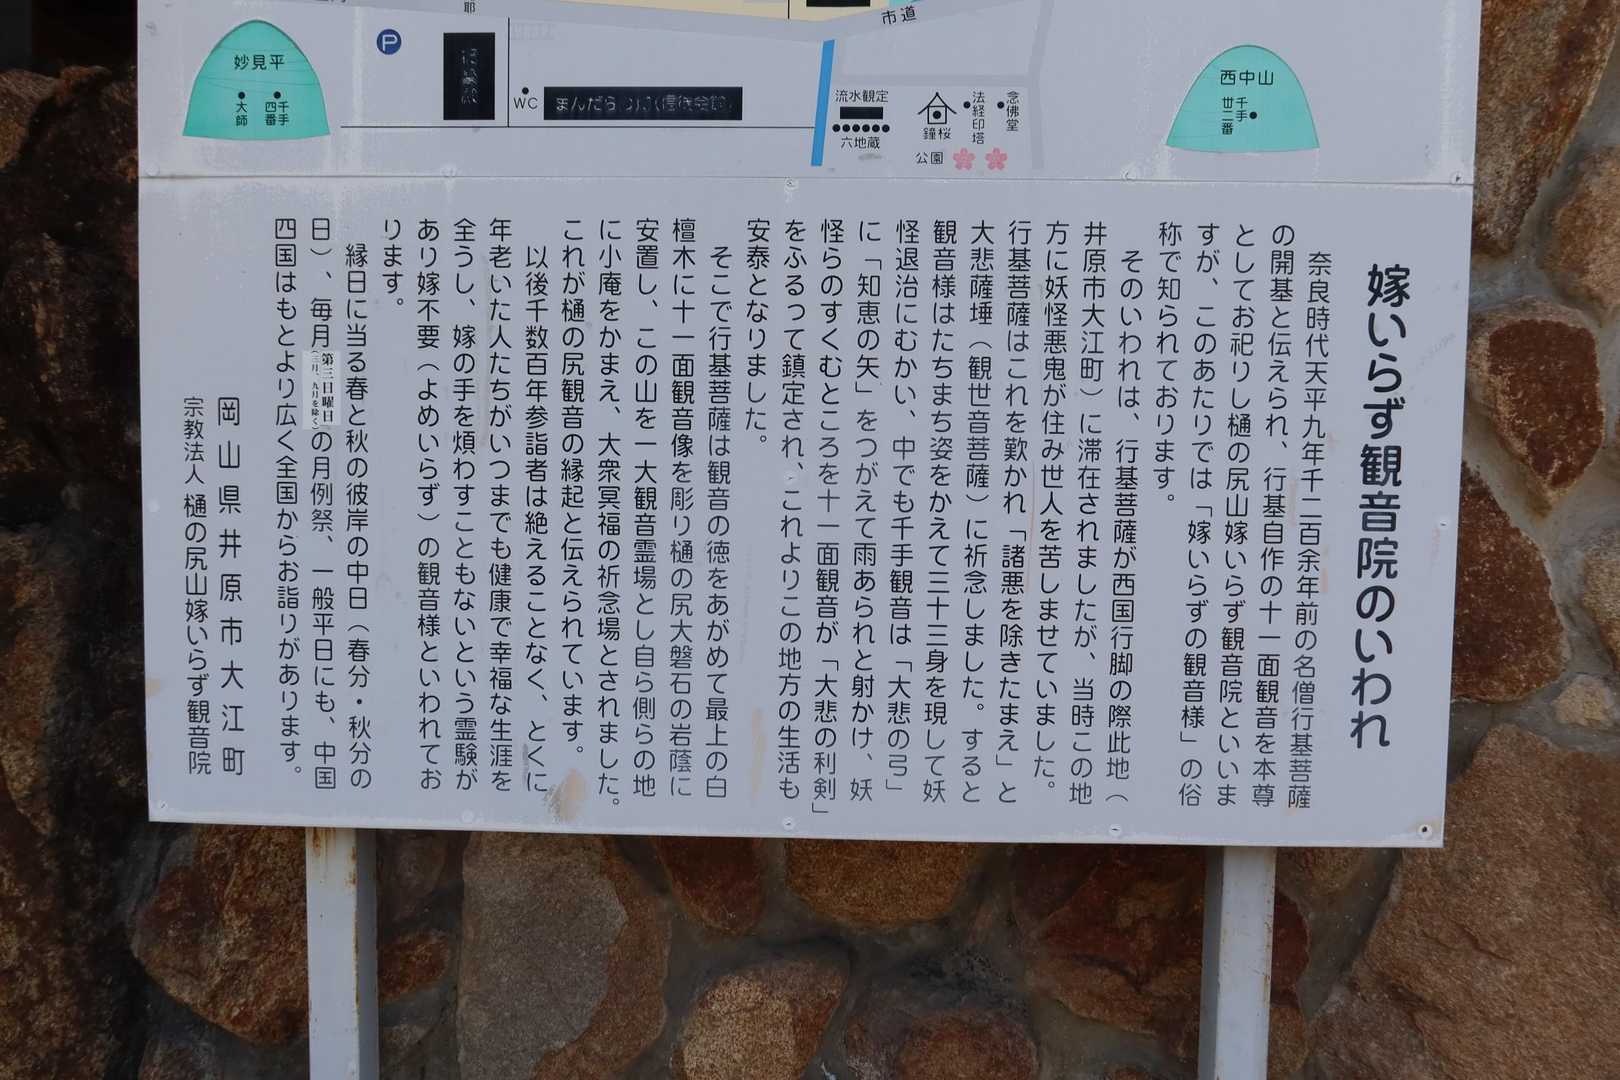 耶
市道
妙見平
大師
千手
四番
P
WC
まんだら
流水観定
六地蔵
鐘桜
公園
法経印塔
念佛堂
西中山
千手
廿二番
嫁いらず観音院のいわれ
奈良時代天平九年千二百余年前の名僧行基菩薩
の開基と伝えられ、行基自作の十一面観音を本尊
としてお祀りし樋の尻山嫁いらず観音院といいま
すが、このあたりでは「嫁いらずの観音様」の俗
称で知られております。
そのいわれは、行基菩薩が西国行脚の際此地（
井原市大江町）に滞在されましたが、当時この地
方に妖怪悪鬼が住み世人を苦しませていました。
行基菩薩はこれを歎かれ「諸悪を除きたまえ」と
大悲薩埵（観世音菩薩）に祈念しました。すると
観音様はたちまち姿をかえて三十三身を現して妖
怪退治にむかい、中でも千手観音は「大悲の弓」
に「知恵の矢」をつがえて雨あられと射かけ、妖
怪らのすくむところを十一面観音が「大悲の利剣」
をふるって鎮定され、これよりこの地方の生活も
安泰となりました。
そこで行基菩薩は観音の徳をあがめて最上の白
檀木に十一面観音像を彫り樋の尻大磐石の岩蔭に
安置し、この山を一大観音霊場とし自ら側らの地
に小庵をかまえ、大衆冥福の祈念場とされました。
これが樋の尻観音の縁起と伝えられています。
以後千数百年参詣者は絶えることなく、とくに
年老いた人たちがいつまでも健康で幸福な生涯を
全うし、嫁の手を煩わすこともないという霊験が
あり嫁不要（よめいらず）の観音様といわれてお
ります。
縁日に当る春と秋の彼岸の中日（春分・秋分の
日）、毎月第三日曜日（三月、九月を除く）の月例祭、一般平日にも、中国
四国はもとより広く全国からお詣りがあります。
岡山県井原市大江町
宗教法人 樋の尻山嫁いらず観音院